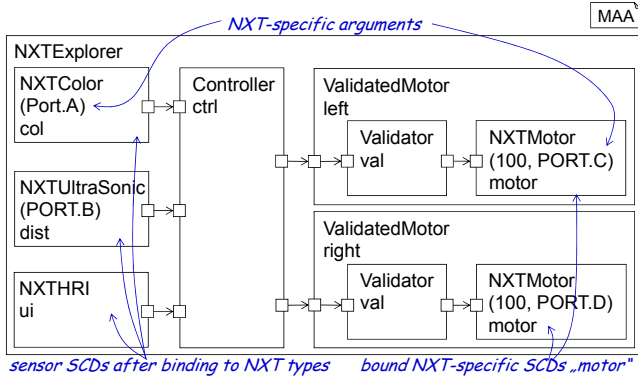 MAA
NXT-specific arguments
NXTExplorer
NXTColor
(Port.A)
col
Controller
ctrl
ValidatedMotor
left
Validator
val
NXTMotor
(100, PORT.C)
motor
NXTUltraSonic
(PORT.B)
dist
ValidatedMotor
right
NXTHRI
ui
Validator
val
NXTMotor
(100, PORT.D)
motor
sensor SCDs after binding to NXT types
bound NXT-specific SCDs „motor"